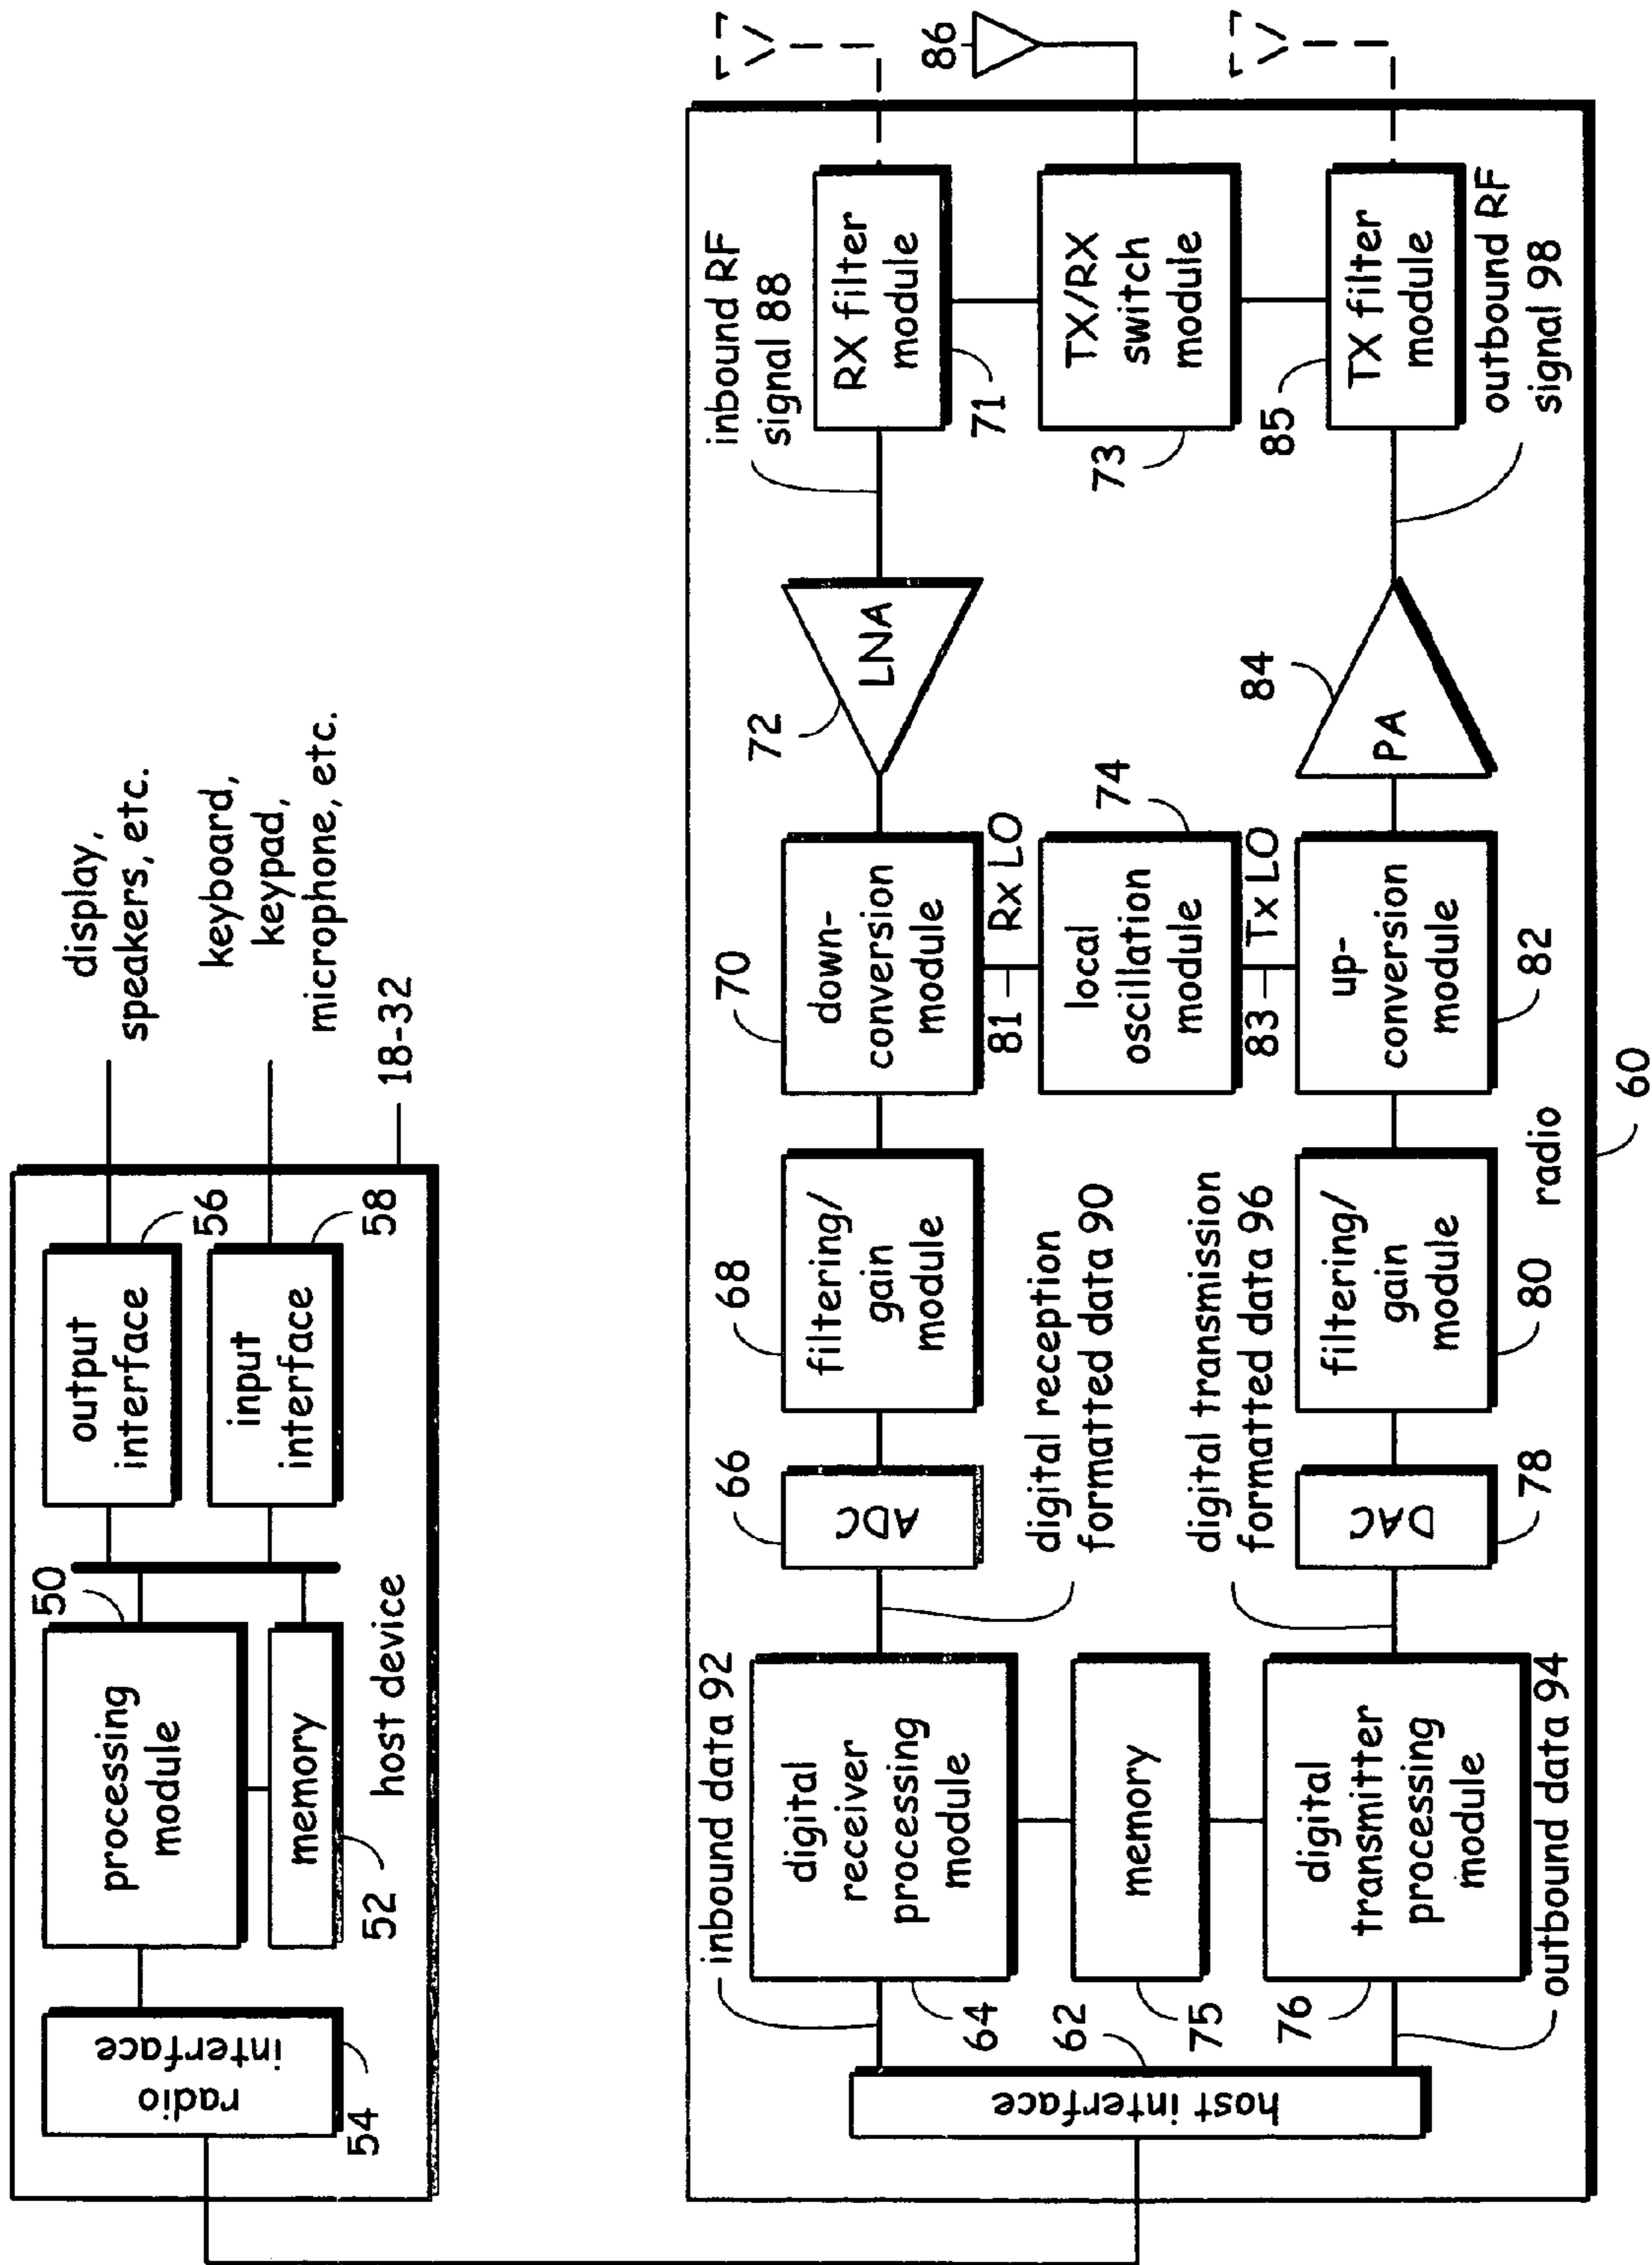 display,
speakers, etc.
keyboard,
keypad,
microphone, etc.
18-32
output
interface
56
input
interface
58
50
processing
module
memory
52
host device
radio
interface
54
86
inbound RF
signal 88
RX filter
module
71
TX/RX
switch
module
73
TX filter
module
85
outbound RF
signal 98
LNA
72
PA
84
down-
conversion
module
70
81
Rx LO
local
oscillation
module
74
83
Tx LO
up-
conversion
module
82
filtering/
gain
module
68
filtering/
gain
module
80
radio
60
ADC
66
digital reception
formatted data 90
digital transmission
formatted data 96
DAC
78
inbound data 92
digital
receiver
processing
module
64
memory
75
digital
transmitter
processing
module
76
outbound data 94
62
host interface